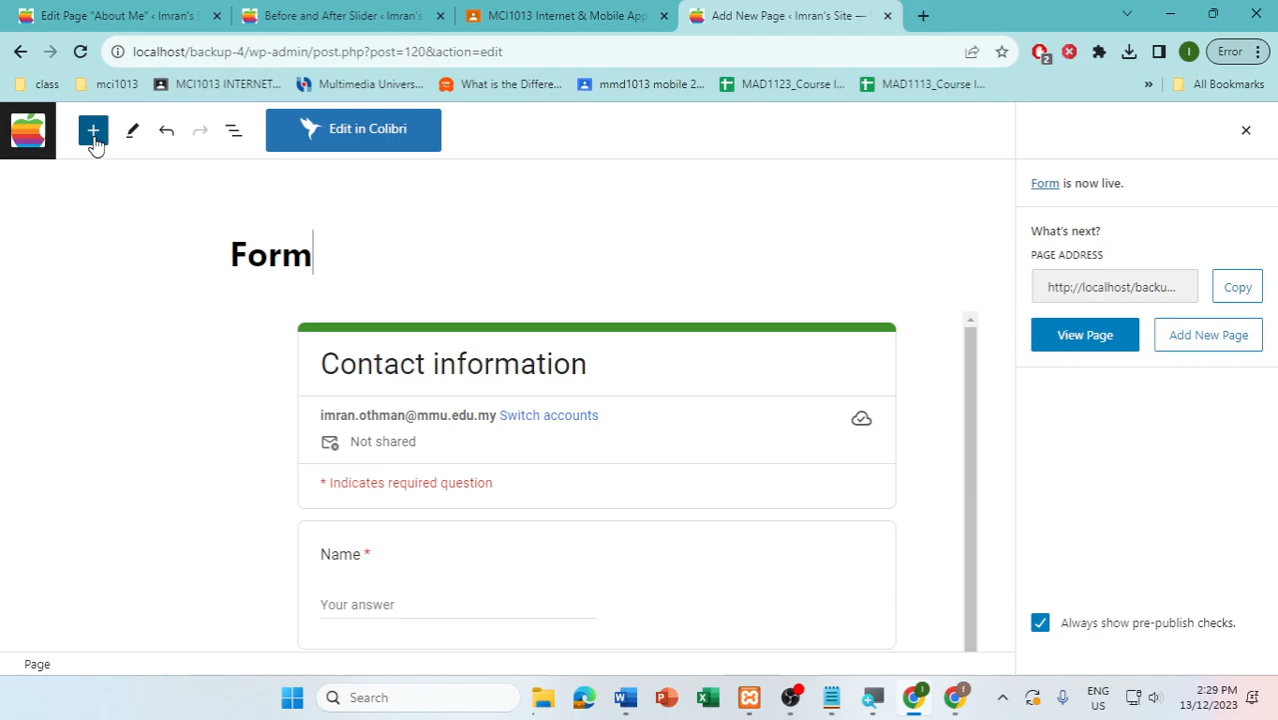 Edit Page "About Me" ‹ Imran's S
Before and After Slider ‹ Imran's
MCI1013 Internet & Mobile App
Add New Page ‹ Imran's Site —
localhost/backup-4/wp-admin/post.php?post=120&action=edit
2
I
Error
class
mci1013
MCI1013 INTERNET...
Multimedia Univers...
What is the Differe...
mmd1013 mobile 2...
MAD1123_Course I...
MAD1113_Course I...
»
All Bookmarks
Edit in Colibri
Form
Form is now live.
What's next?
PAGE ADDRESS
http://localhost/backu...
Copy
View Page
Add New Page
Contact information
imran.othman@mmu.edu.my Switch accounts
Not shared
* Indicates required question
Name *
Your answer
Always show pre-publish checks.
Page
Search
ENG
US
2:29 PM
13/12/2023